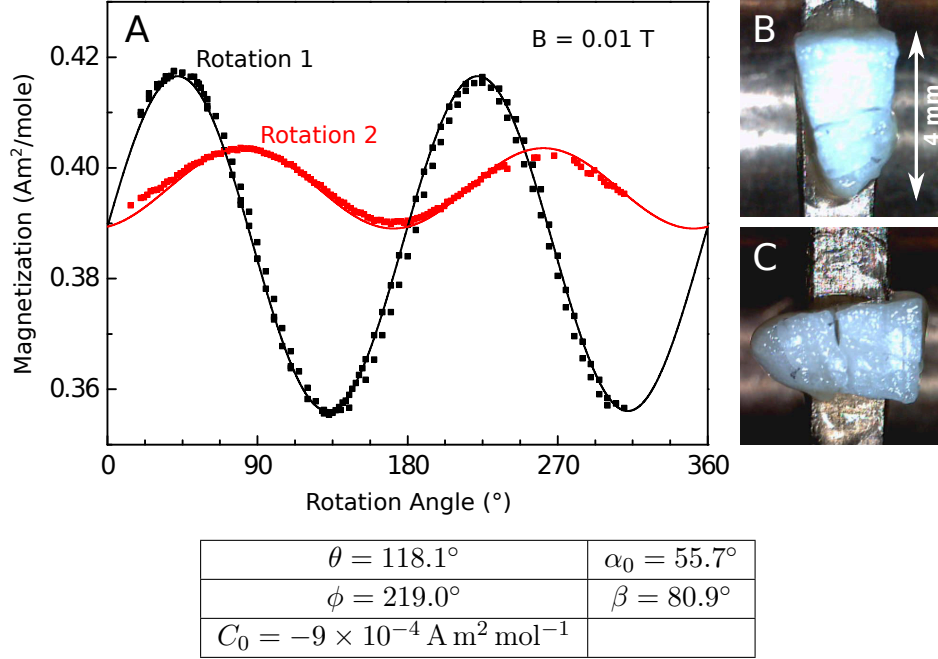 A
B = 0.01 T
Rotation 1
Rotation 2
Magnetization (Am²/mole)
0.42
0.40
0.38
0.36
0
90
180
270
360
Rotation Angle (°)
B
4 mm
C
θ = 118.1° α₀ = 55.7°
ϕ = 219.0° β = 80.9°
C₀ = −9 × 10⁻⁴ A m² mol⁻¹